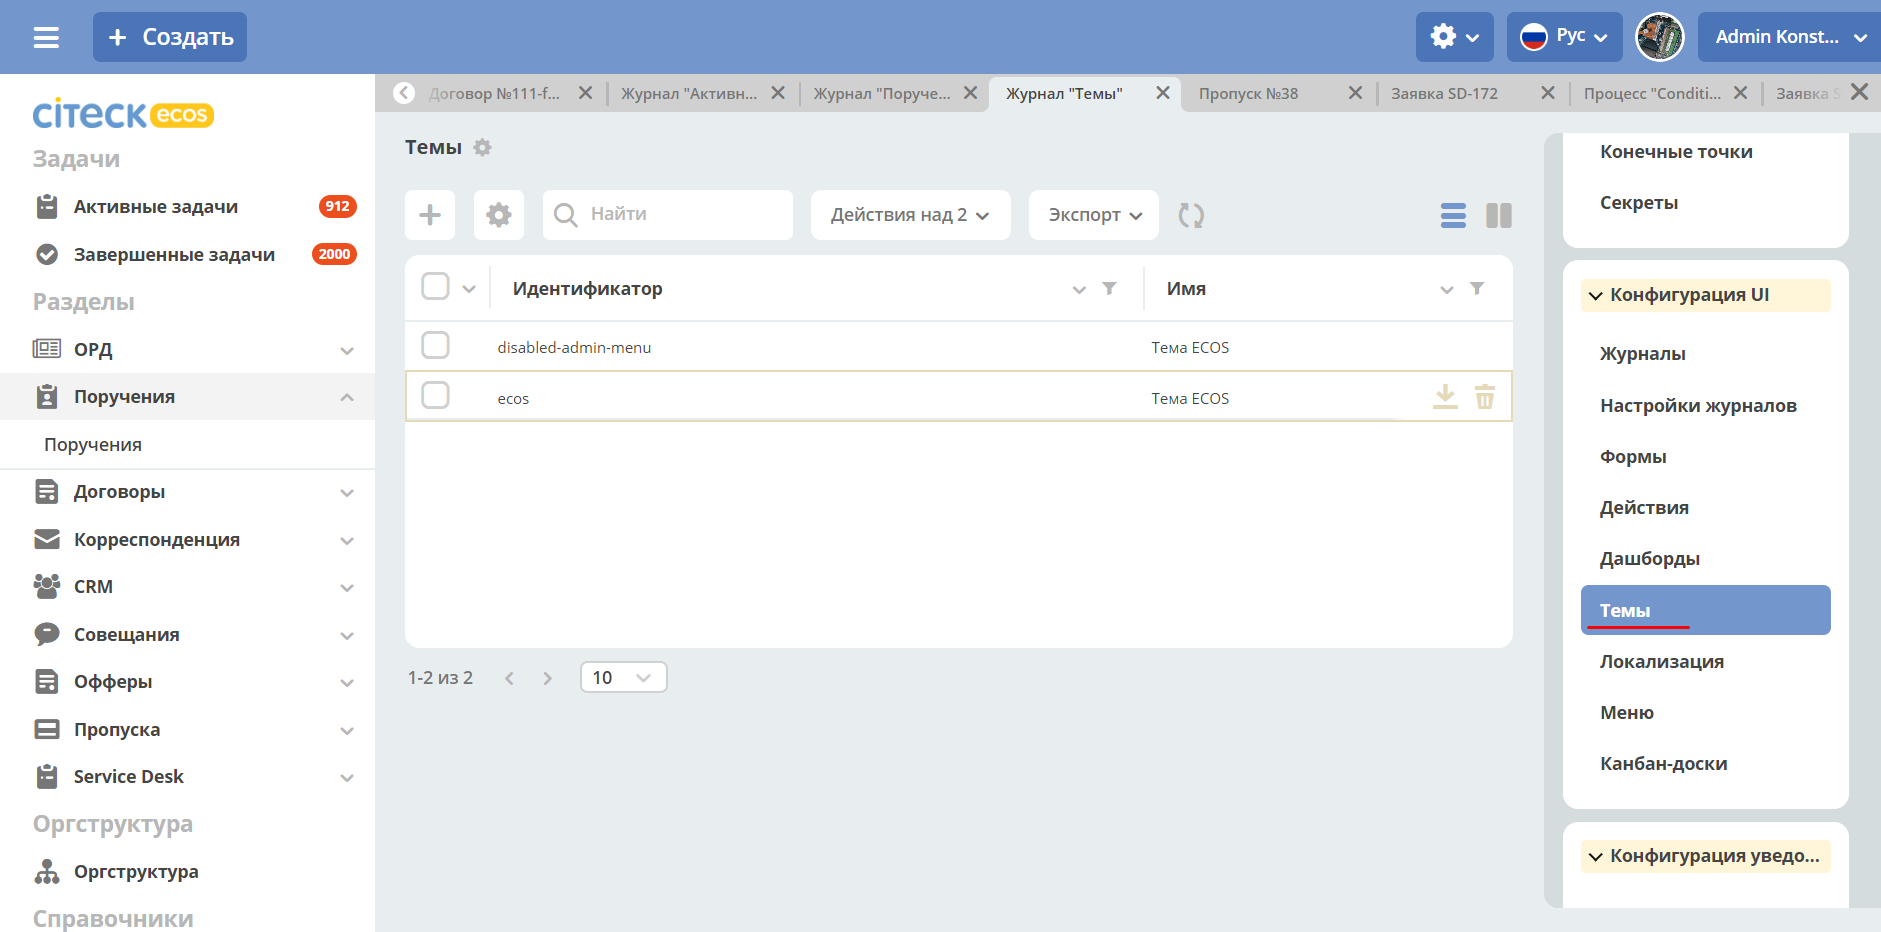 Создать
Рус
Admin Konst...
citeck ecos
Договор №111-f...
Журнал "Активн...
Журнал "Поруче...
Журнал "Темы"
Пропуск №38
Заявка SD-172
Процесс "Conditi...
Заявка S
Задачи
Активные задачи 912
Завершенные задачи 2000
Разделы
ОРД
Поручения
Поручения
Договоры
Корреспонденция
CRM
Совещания
Офферы
Пропуска
Service Desk
Оргструктура
Оргструктура
Справочники
Темы
Найти
Действия над 2
Экспорт
Идентификатор Имя
disabled-admin-menu Тема ECOS
ecos Тема ECOS
1-2 из 2
10
Конечные точки
Секреты
Конфигурация UI
Журналы
Настройки журналов
Формы
Действия
Дашборды
Темы
Локализация
Меню
Канбан-доски
Конфигурация уведо...